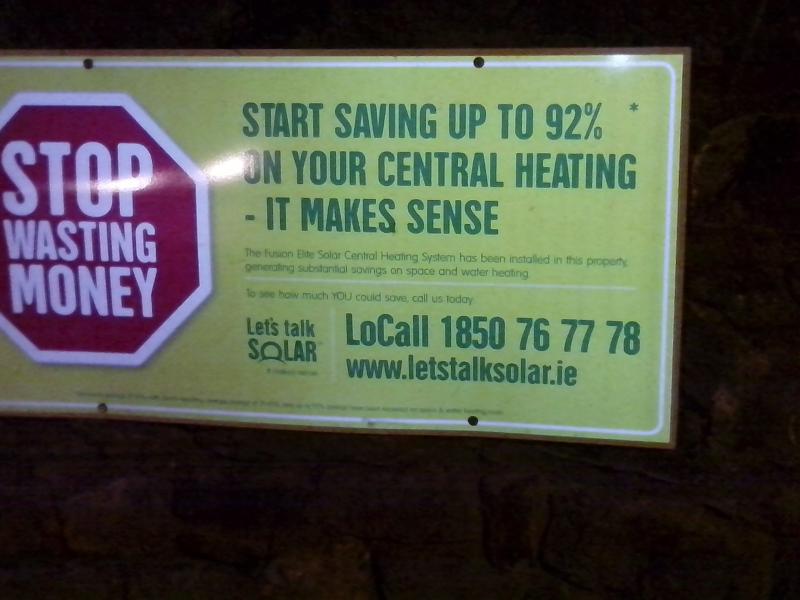 STOP
WASTING
MONEY
START SAVING UP TO 92% *
ON YOUR CENTRAL HEATING
- IT MAKES SENSE
The Fusion Elite Solar Central Heating System has been installed in this property,
generating substantial savings on space and water heating.
To see how much YOU could save, call us today.
Let's talk
SOLAR
LoCall 1850 76 77 78
www.letstalksolar.ie